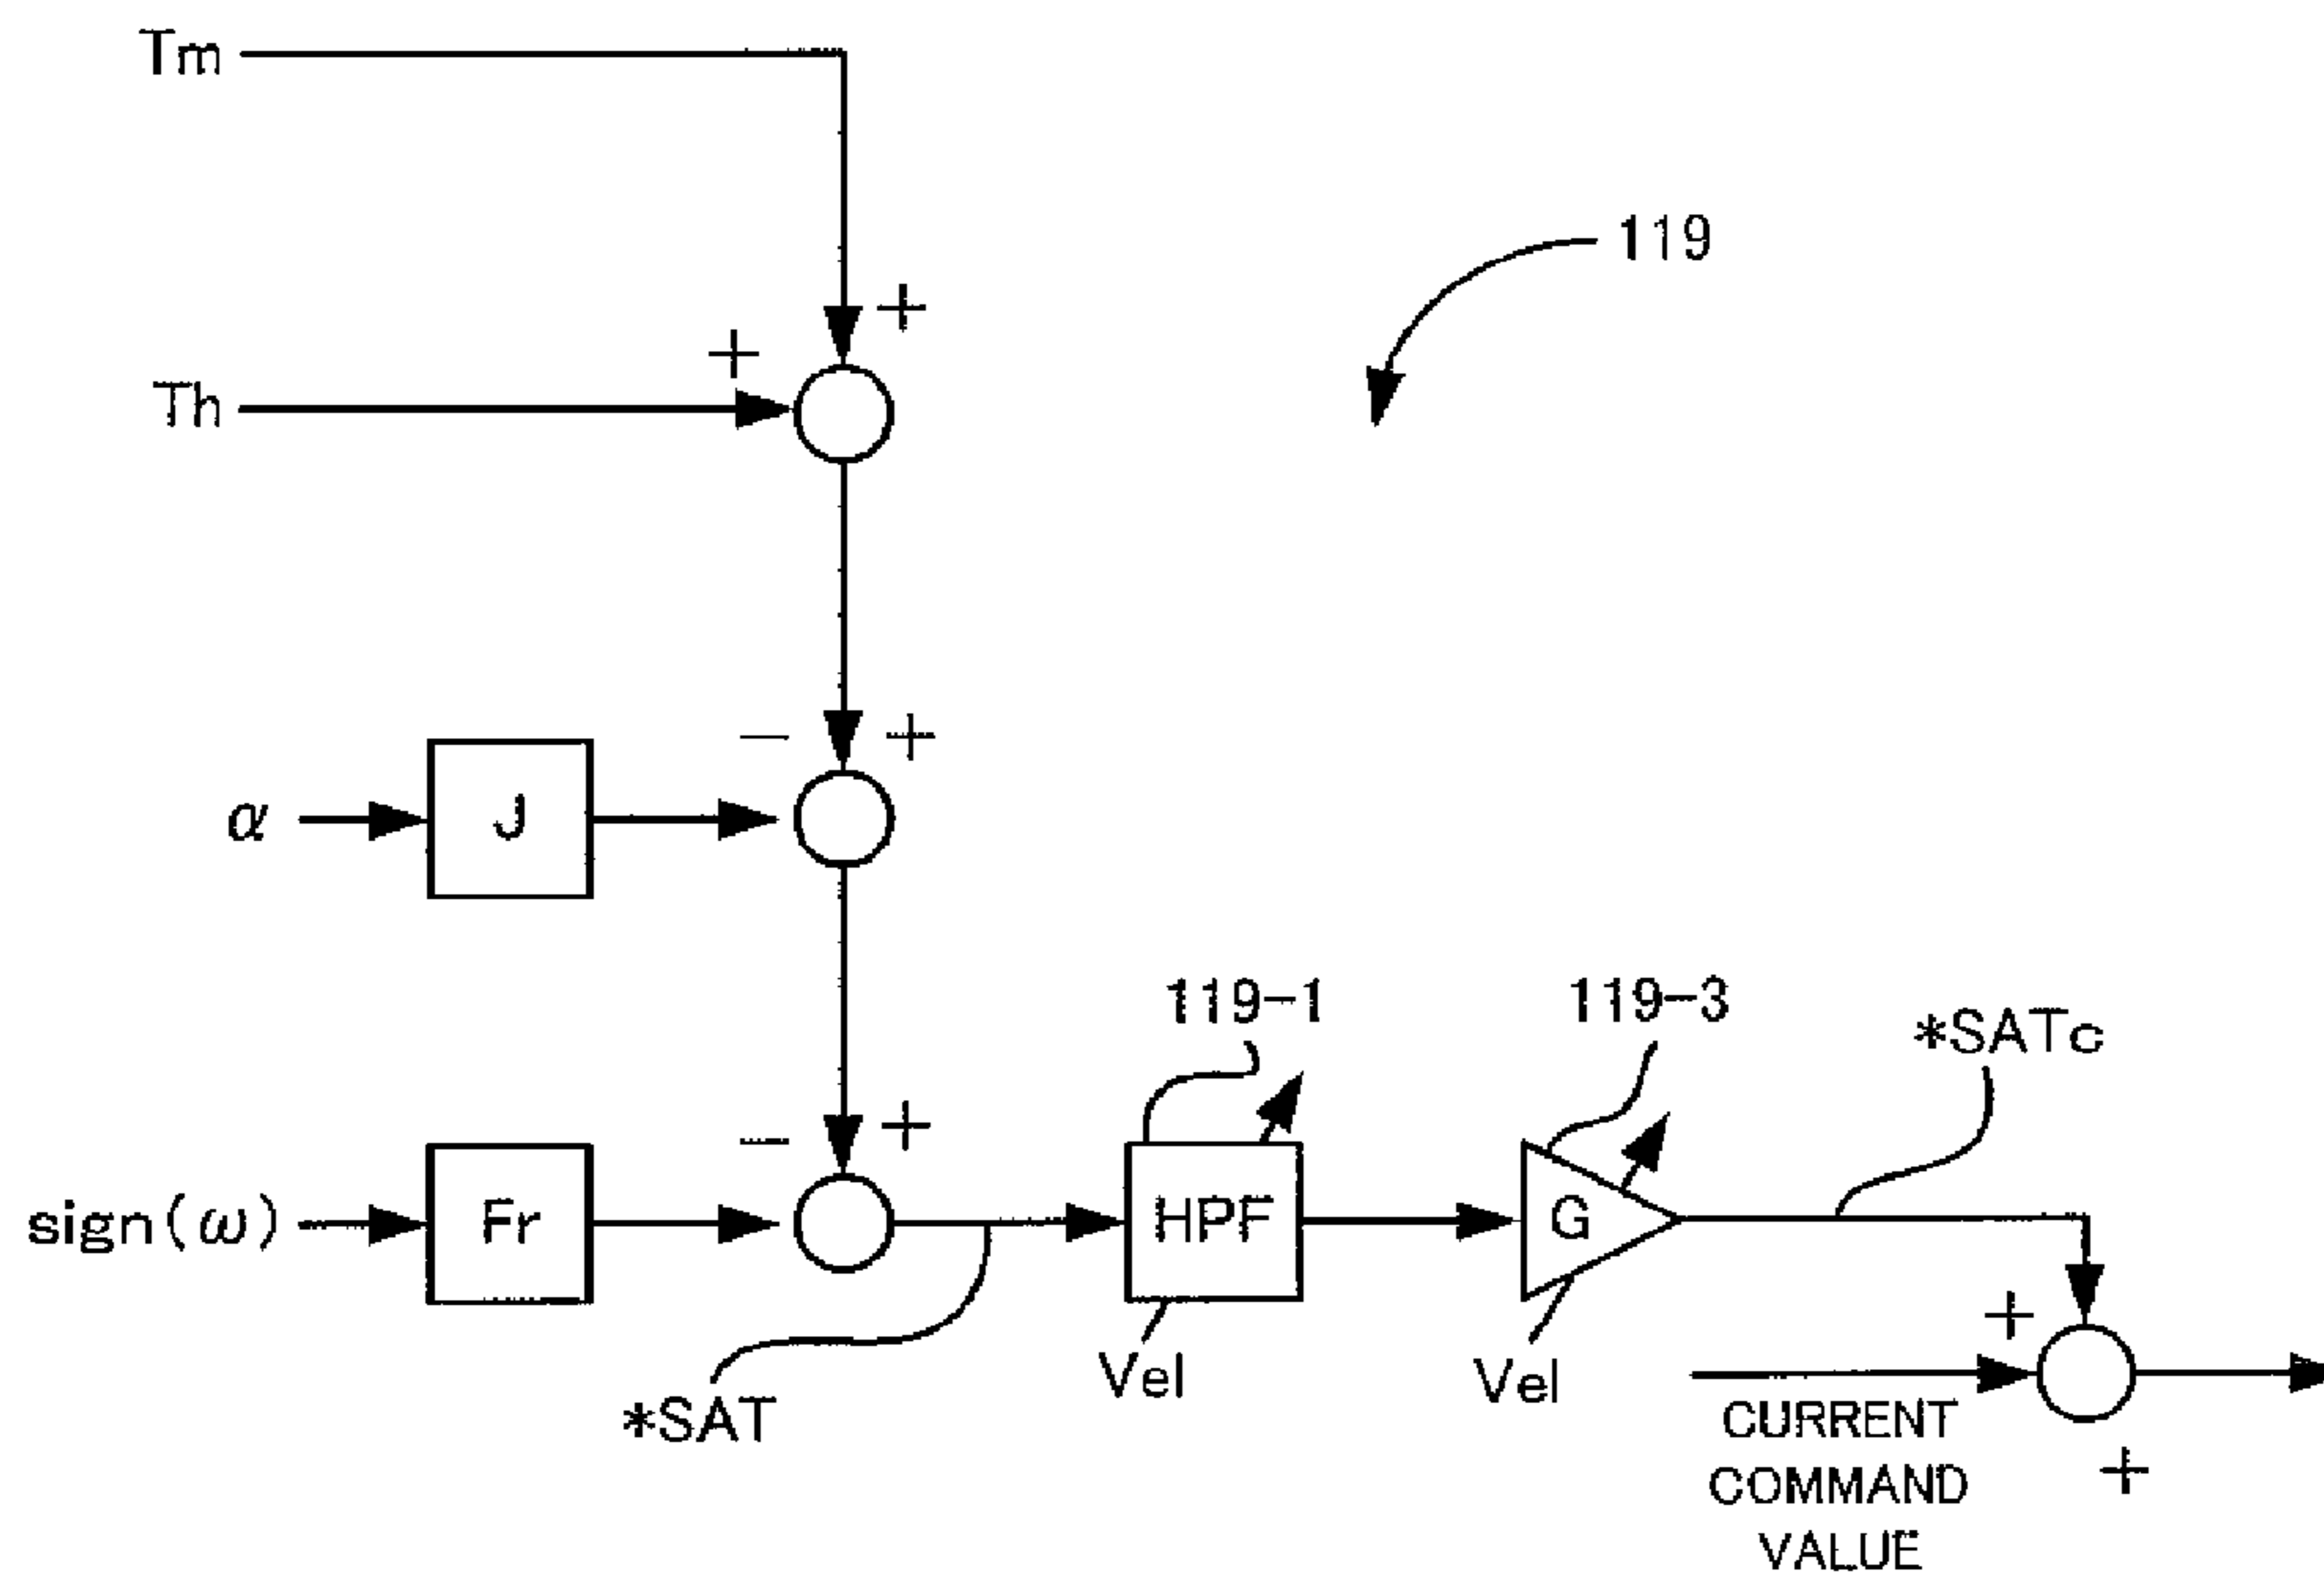 Tm
+
119
+
Th
− +
α
J
119-1
119-3
*SATc
− +
sign(ω)
Fr
HPF
G
+
Vel
Vel
*SAT
CURRENT
COMMAND
VALUE
+